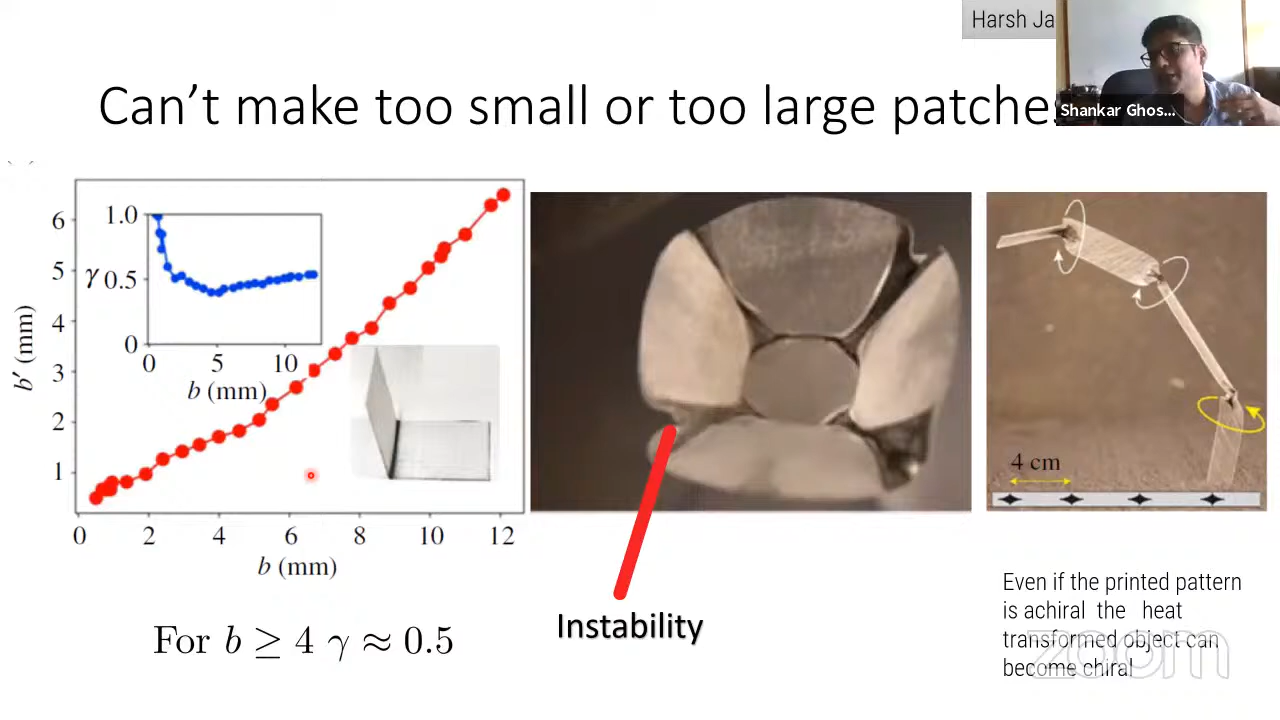 Harsh Ja
Shankar Ghos...
Can't make too small or too large patches
b′ (mm)
6
5
4
3
2
1
0 2 4 6 8 10 12
b (mm)
γ
1.0
0.5
0
0 5 10
b (mm)
4 cm
For b ≥ 4 γ ≈ 0.5
Instability
Even if the printed pattern
is achiral the heat
transformed object can
become chiral
zoom